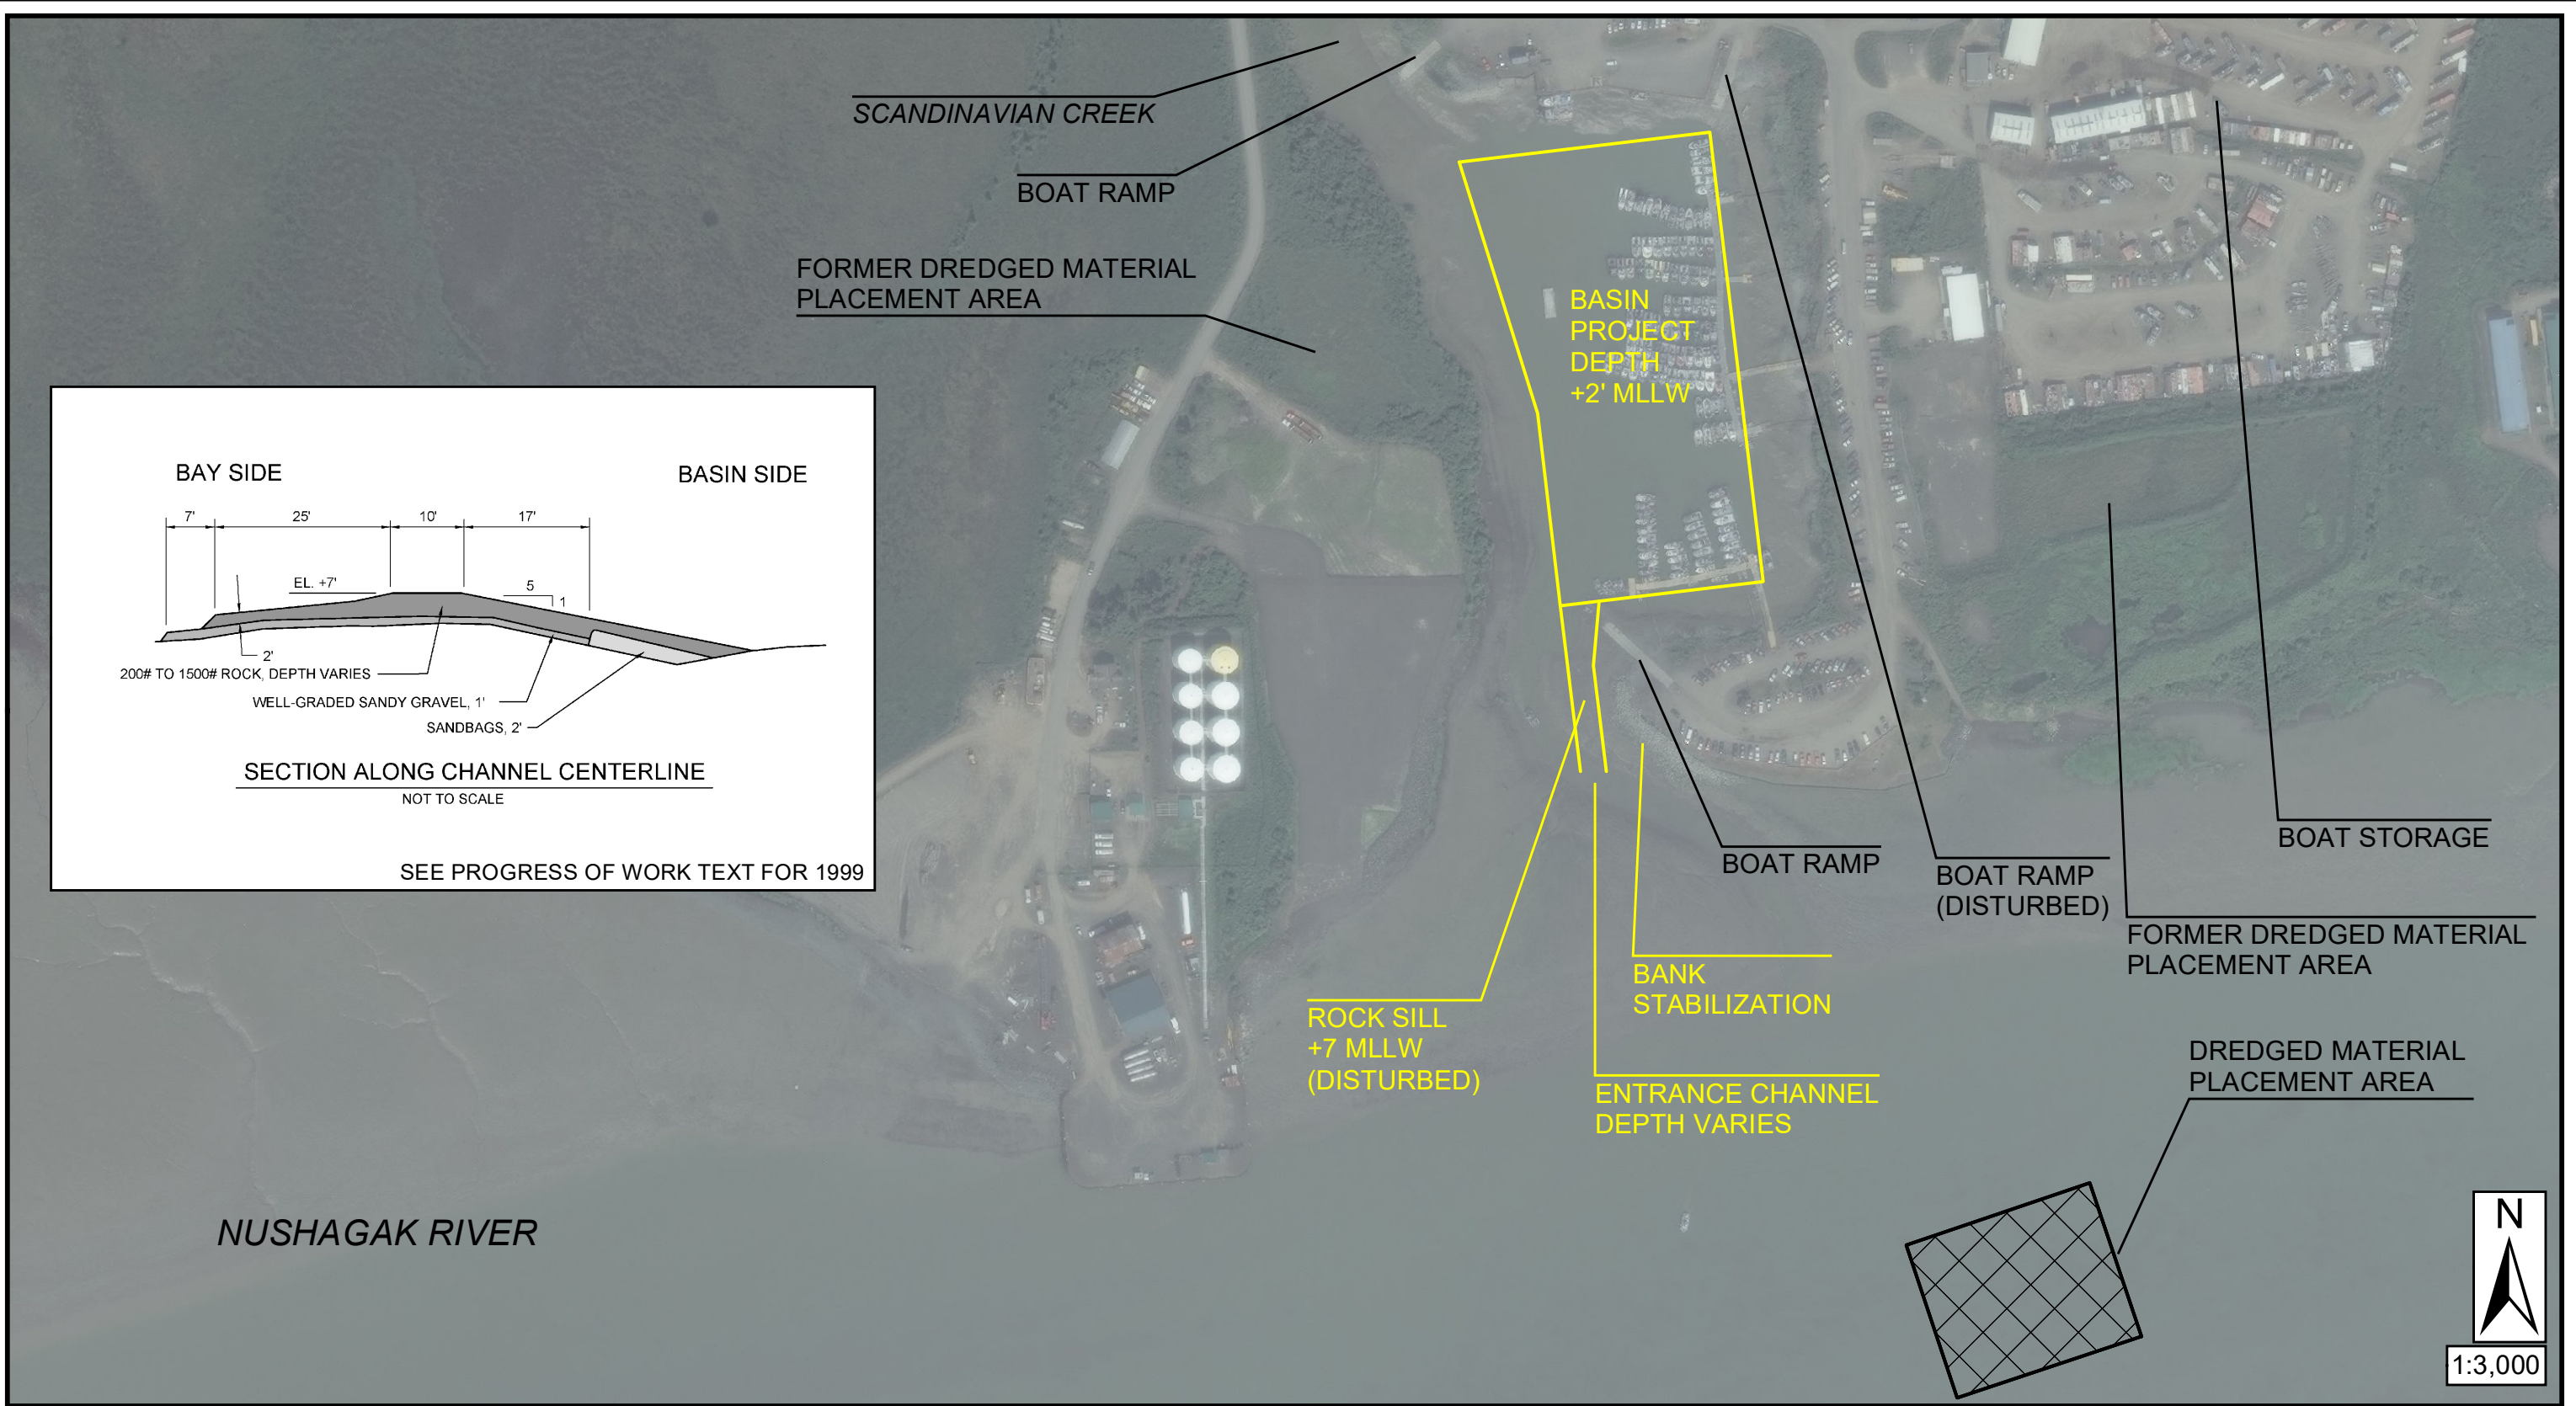 SCANDINAVIAN CREEK
BOAT RAMP
FORMER DREDGED MATERIAL
PLACEMENT AREA
BASIN
PROJECT
DEPTH
+2' MLLW
BAY SIDE
BASIN SIDE
7'
25'
10'
17'
EL. +7'
5
1
2'
200# TO 1500# ROCK, DEPTH VARIES
WELL-GRADED SANDY GRAVEL, 1'
SANDBAGS, 2'
SECTION ALONG CHANNEL CENTERLINE
NOT TO SCALE
SEE PROGRESS OF WORK TEXT FOR 1999
BOAT RAMP
BOAT RAMP
(DISTURBED)
BOAT STORAGE
FORMER DREDGED MATERIAL
PLACEMENT AREA
BANK
STABILIZATION
ROCK SILL
+7 MLLW
(DISTURBED)
ENTRANCE CHANNEL
DEPTH VARIES
DREDGED MATERIAL
PLACEMENT AREA
NUSHAGAK RIVER
N
1:3,000